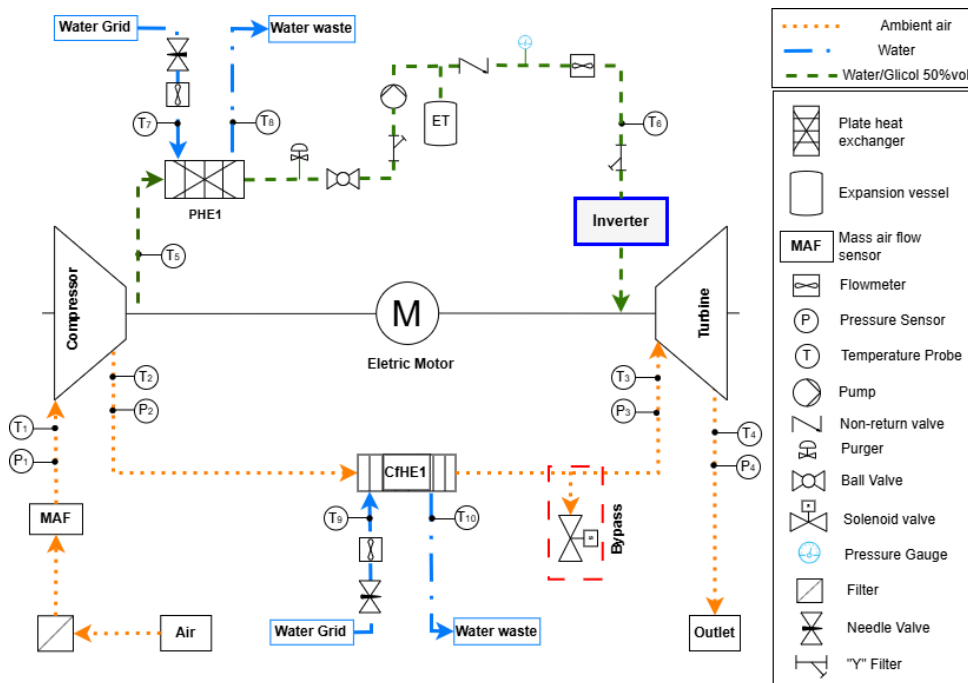 Water Grid
Water waste
Ambient air
Water
Water/Glicol 50%vol
T7
T8
PHE1
ET
T6
Inverter
T5
Compressor
M
Eletric Motor
Turbine
T2
P2
T3
P3
T1
P1
T4
P4
MAF
CfHE1
T9
T10
Bypass
s
Air
Water Grid
Water waste
Outlet
Plate heat
exchanger
Expansion vessel
MAF
Mass air flow
sensor
Flowmeter
P
Pressure Sensor
T
Temperature Probe
Pump
Non-return valve
Purger
Ball Valve
Solenoid valve
Pressure Gauge
Filter
Needle Valve
"Y" Filter